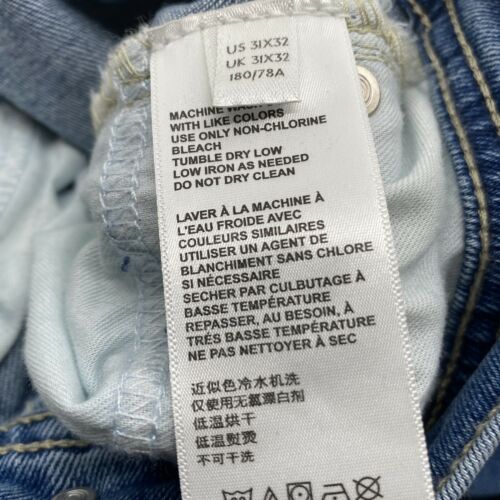 US 31X32
UK 31X32
180/78A
MACHINE WASH
WITH LIKE COLORS
USE ONLY NON-CHLORINE
BLEACH
TUMBLE DRY LOW
LOW IRON AS NEEDED
DO NOT DRY CLEAN
LAVER À LA MACHINE À
L'EAU FROIDE AVEC
COULEURS SIMILAIRES
UTILISER UN AGENT DE
BLANCHIMENT SANS CHLORE
SI NÉCESSAIRE
SECHER PAR CULBUTAGE À
BASSE TEMPÉRATURE
REPASSER, AU BESOIN, À
TRÉS BASSE TEMPÉRATURE
NE PAS NETTOYER À SEC
近似色冷水机洗
仅使用无氯漂白剂
低温烘干
低温熨烫
不可干洗